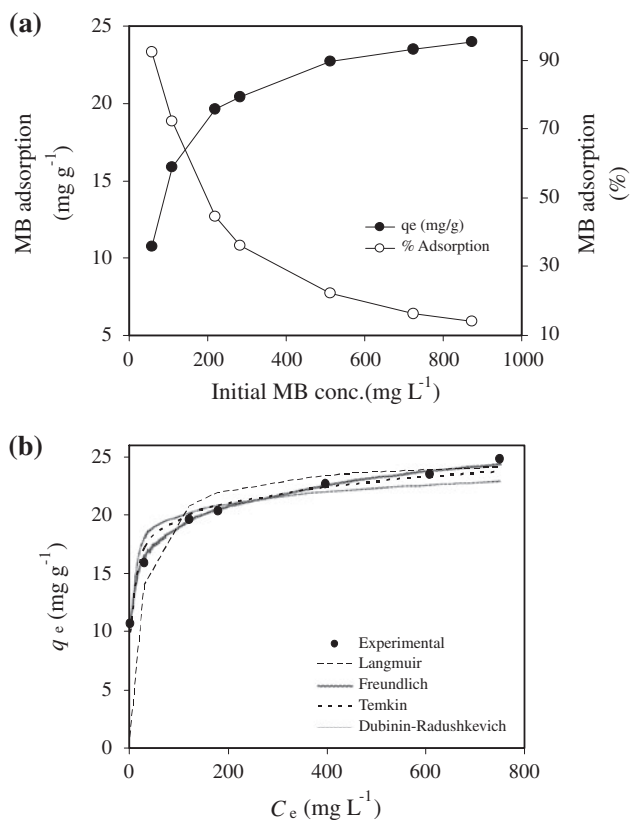 (a)
25
20
15
10
5
MB adsorption
(mg g⁻¹)
90
70
50
30
10
MB adsorption
(%)
qe (mg/g)
% Adsorption
0 200 400 600 800 1000
Initial MB conc.(mg L⁻¹)
(b)
25
20
15
10
5
0
q e (mg g⁻¹)
Experimental
Langmuir
Freundlich
Temkin
Dubinin-Radushkevich
0 200 400 600 800
C e (mg L⁻¹)